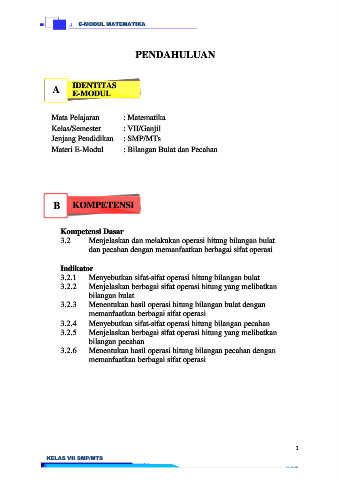 E-MODUL MATEMATIKA
PENDAHULUAN
A
IDENTITAS
E-MODUL
Mata Pelajaran : Matematika
Kelas/Semester : VII/Ganjil
Jenjang Pendidikan : SMP/MTs
Materi E-Modul : Bilangan Bulat dan Pecahan
B
KOMPETENSI
Kompetensi Dasar
3.2 Menjelaskan dan melakukan operasi hitung bilangan bulat
dan pecahan dengan memanfaatkan berbagai sifat operasi
Indikator
3.2.1 Menyebutkan sifat-sifat operasi hitung bilangan bulat
3.2.2 Menjelaskan berbagai sifat operasi hitung yang melibatkan
bilangan bulat
3.2.3 Menentukan hasil operasi hitung bilangan bulat dengan
memanfaatkan berbagai sifat operasi
3.2.4 Menyebutkan sifat-sifat operasi hitung bilangan pecahan
3.2.5 Menjelaskan berbagai sifat operasi hitung yang melibatkan
bilangan pecahan
3.2.6 Menentukan hasil operasi hitung bilangan pecahan dengan
memanfaatkan berbagai sifat operasi
1
KELAS VII SMP/MTS